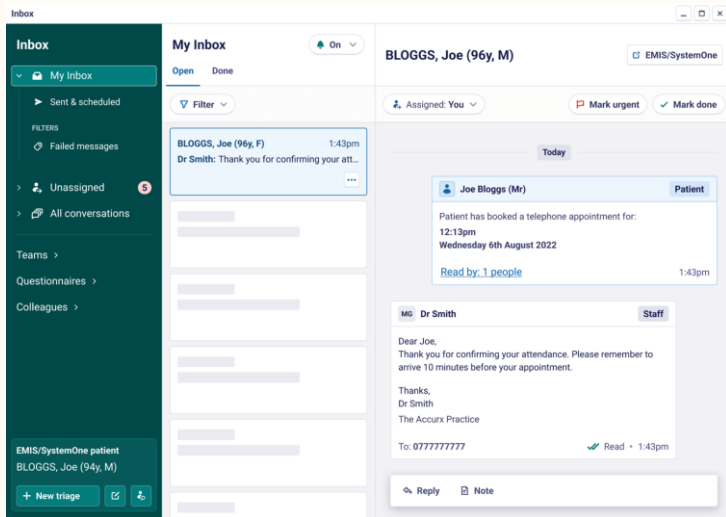 Inbox
Inbox
My Inbox
Sent & scheduled
FILTERS
Failed messages
Unassigned
5
All conversations
Teams
Questionnaires
Colleagues
EMIS/SystemOne patient
BLOGGS, Joe (94y, M)
+ New triage
My Inbox
On
Open
Done
Filter
BLOGGS, Joe (96y, F)
1:43pm
Dr Smith: Thank you for confirming your att...
BLOGGS, Joe (96y, M)
EMIS/SystemOne
Assigned: You
Mark urgent
Mark done
Today
Joe Bloggs (Mr)
Patient
Patient has booked a telephone appointment for:
12:13pm
Wednesday 6th August 2022
Read by: 1 people
1:43pm
MG Dr Smith
Staff
Dear Joe,
Thank you for confirming your attendance. Please remember to
arrive 10 minutes before your appointment.
Thanks,
Dr Smith
The Accurx Practice
To: 0777777777
Read • 1:43pm
Reply
Note